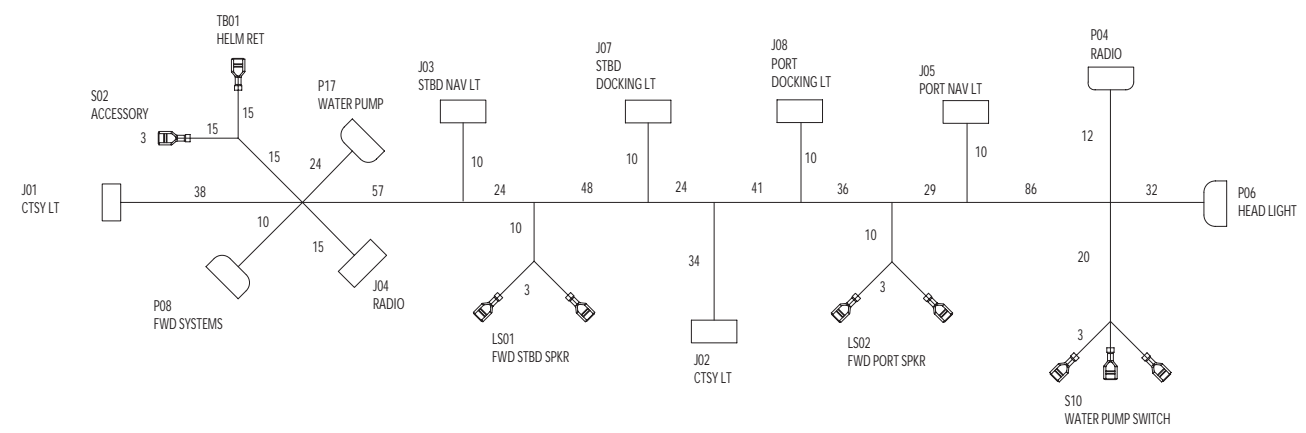 TB01
HELM RET
S02
ACCESSORY
3
15
15
15
P17
WATER PUMP
24
J01
CTSY LT
38
10
15
P08
FWD SYSTEMS
J04
RADIO
57
J03
STBD NAV LT
10
24
10
3
LS01
FWD STBD SPKR
48
J07
STBD
DOCKING LT
10
24
34
J02
CTSY LT
41
J08
PORT
DOCKING LT
10
36
10
3
LS02
FWD PORT SPKR
29
J05
PORT NAV LT
10
86
P04
RADIO
12
32
P06
HEAD LIGHT
20
3
S10
WATER PUMP SWITCH